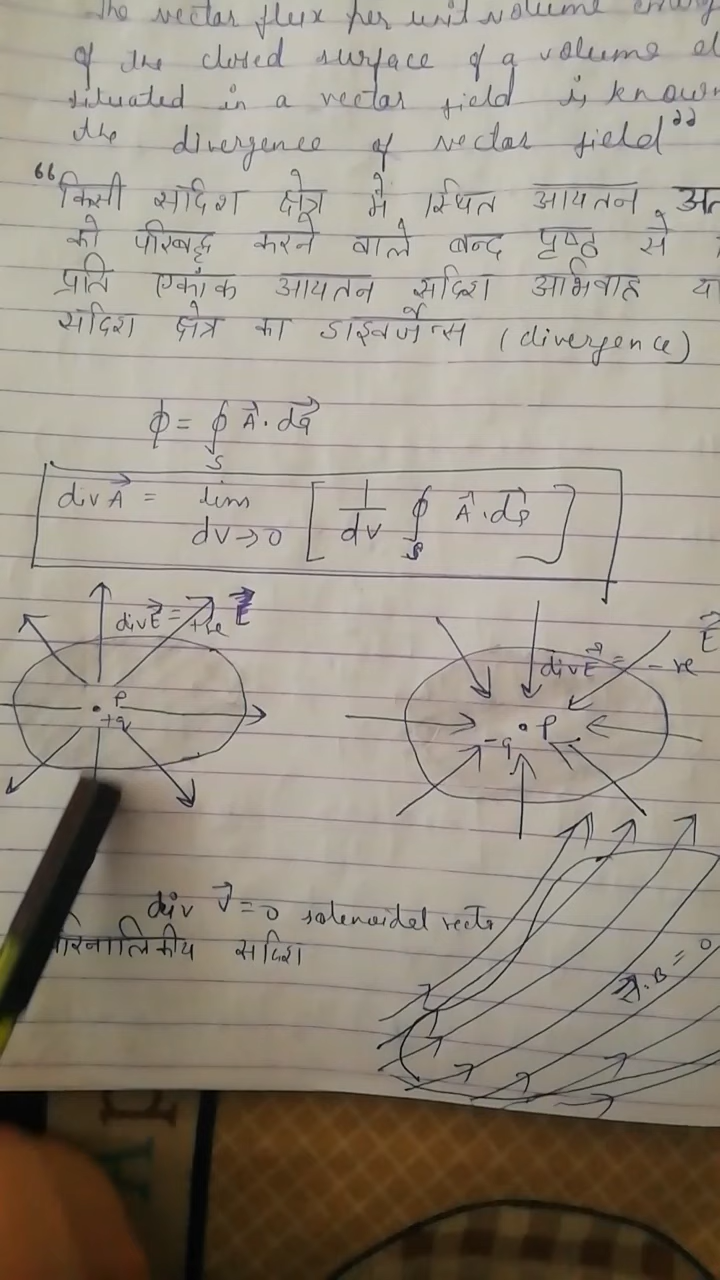 The vector flux per unit volume
of the closed surface of a volume
situated in a vector field is known
the divergence of vector field”
“किसी सदिश क्षेत्र में स्थित आयतन
को परिबद्ध करने वाले बन्द पृष्ठ से
प्रति एकांक आयतन सदिश अभिवाह
सदिश क्षेत्र का डाइवर्जेन्स (divergence)
ϕ = ∮ A⃗ . da⃗
S
div A⃗ = lim dv→0 [ 1/dv ∮S A⃗ . ds⃗ ]
div E⃗ = +ve E⃗
P
+q
E⃗
div E⃗ = -ve
-q P
div V⃗ = 0 solenoidal
सदिश
.B = 0